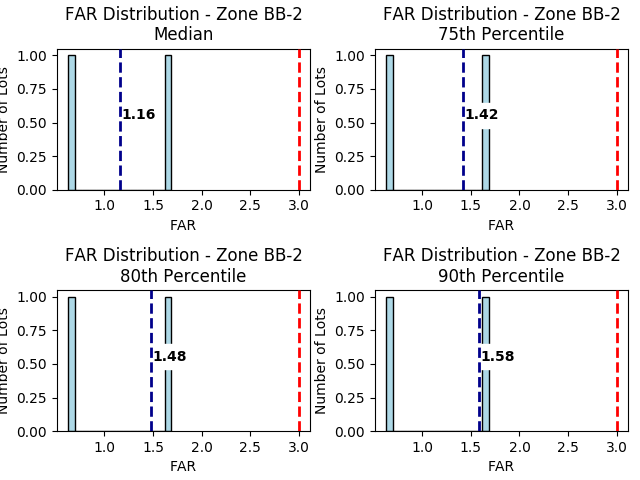 FAR Distribution - Zone BB-2
Median
1.00
0.75
0.50
0.25
0.00
Number of Lots
1.16
1.0 1.5 2.0 2.5 3.0
FAR
FAR Distribution - Zone BB-2
75th Percentile
1.00
0.75
0.50
0.25
0.00
Number of Lots
1.42
1.0 1.5 2.0 2.5 3.0
FAR
FAR Distribution - Zone BB-2
80th Percentile
1.00
0.75
0.50
0.25
0.00
Number of Lots
1.48
1.0 1.5 2.0 2.5 3.0
FAR
FAR Distribution - Zone BB-2
90th Percentile
1.00
0.75
0.50
0.25
0.00
Number of Lots
1.58
1.0 1.5 2.0 2.5 3.0
FAR